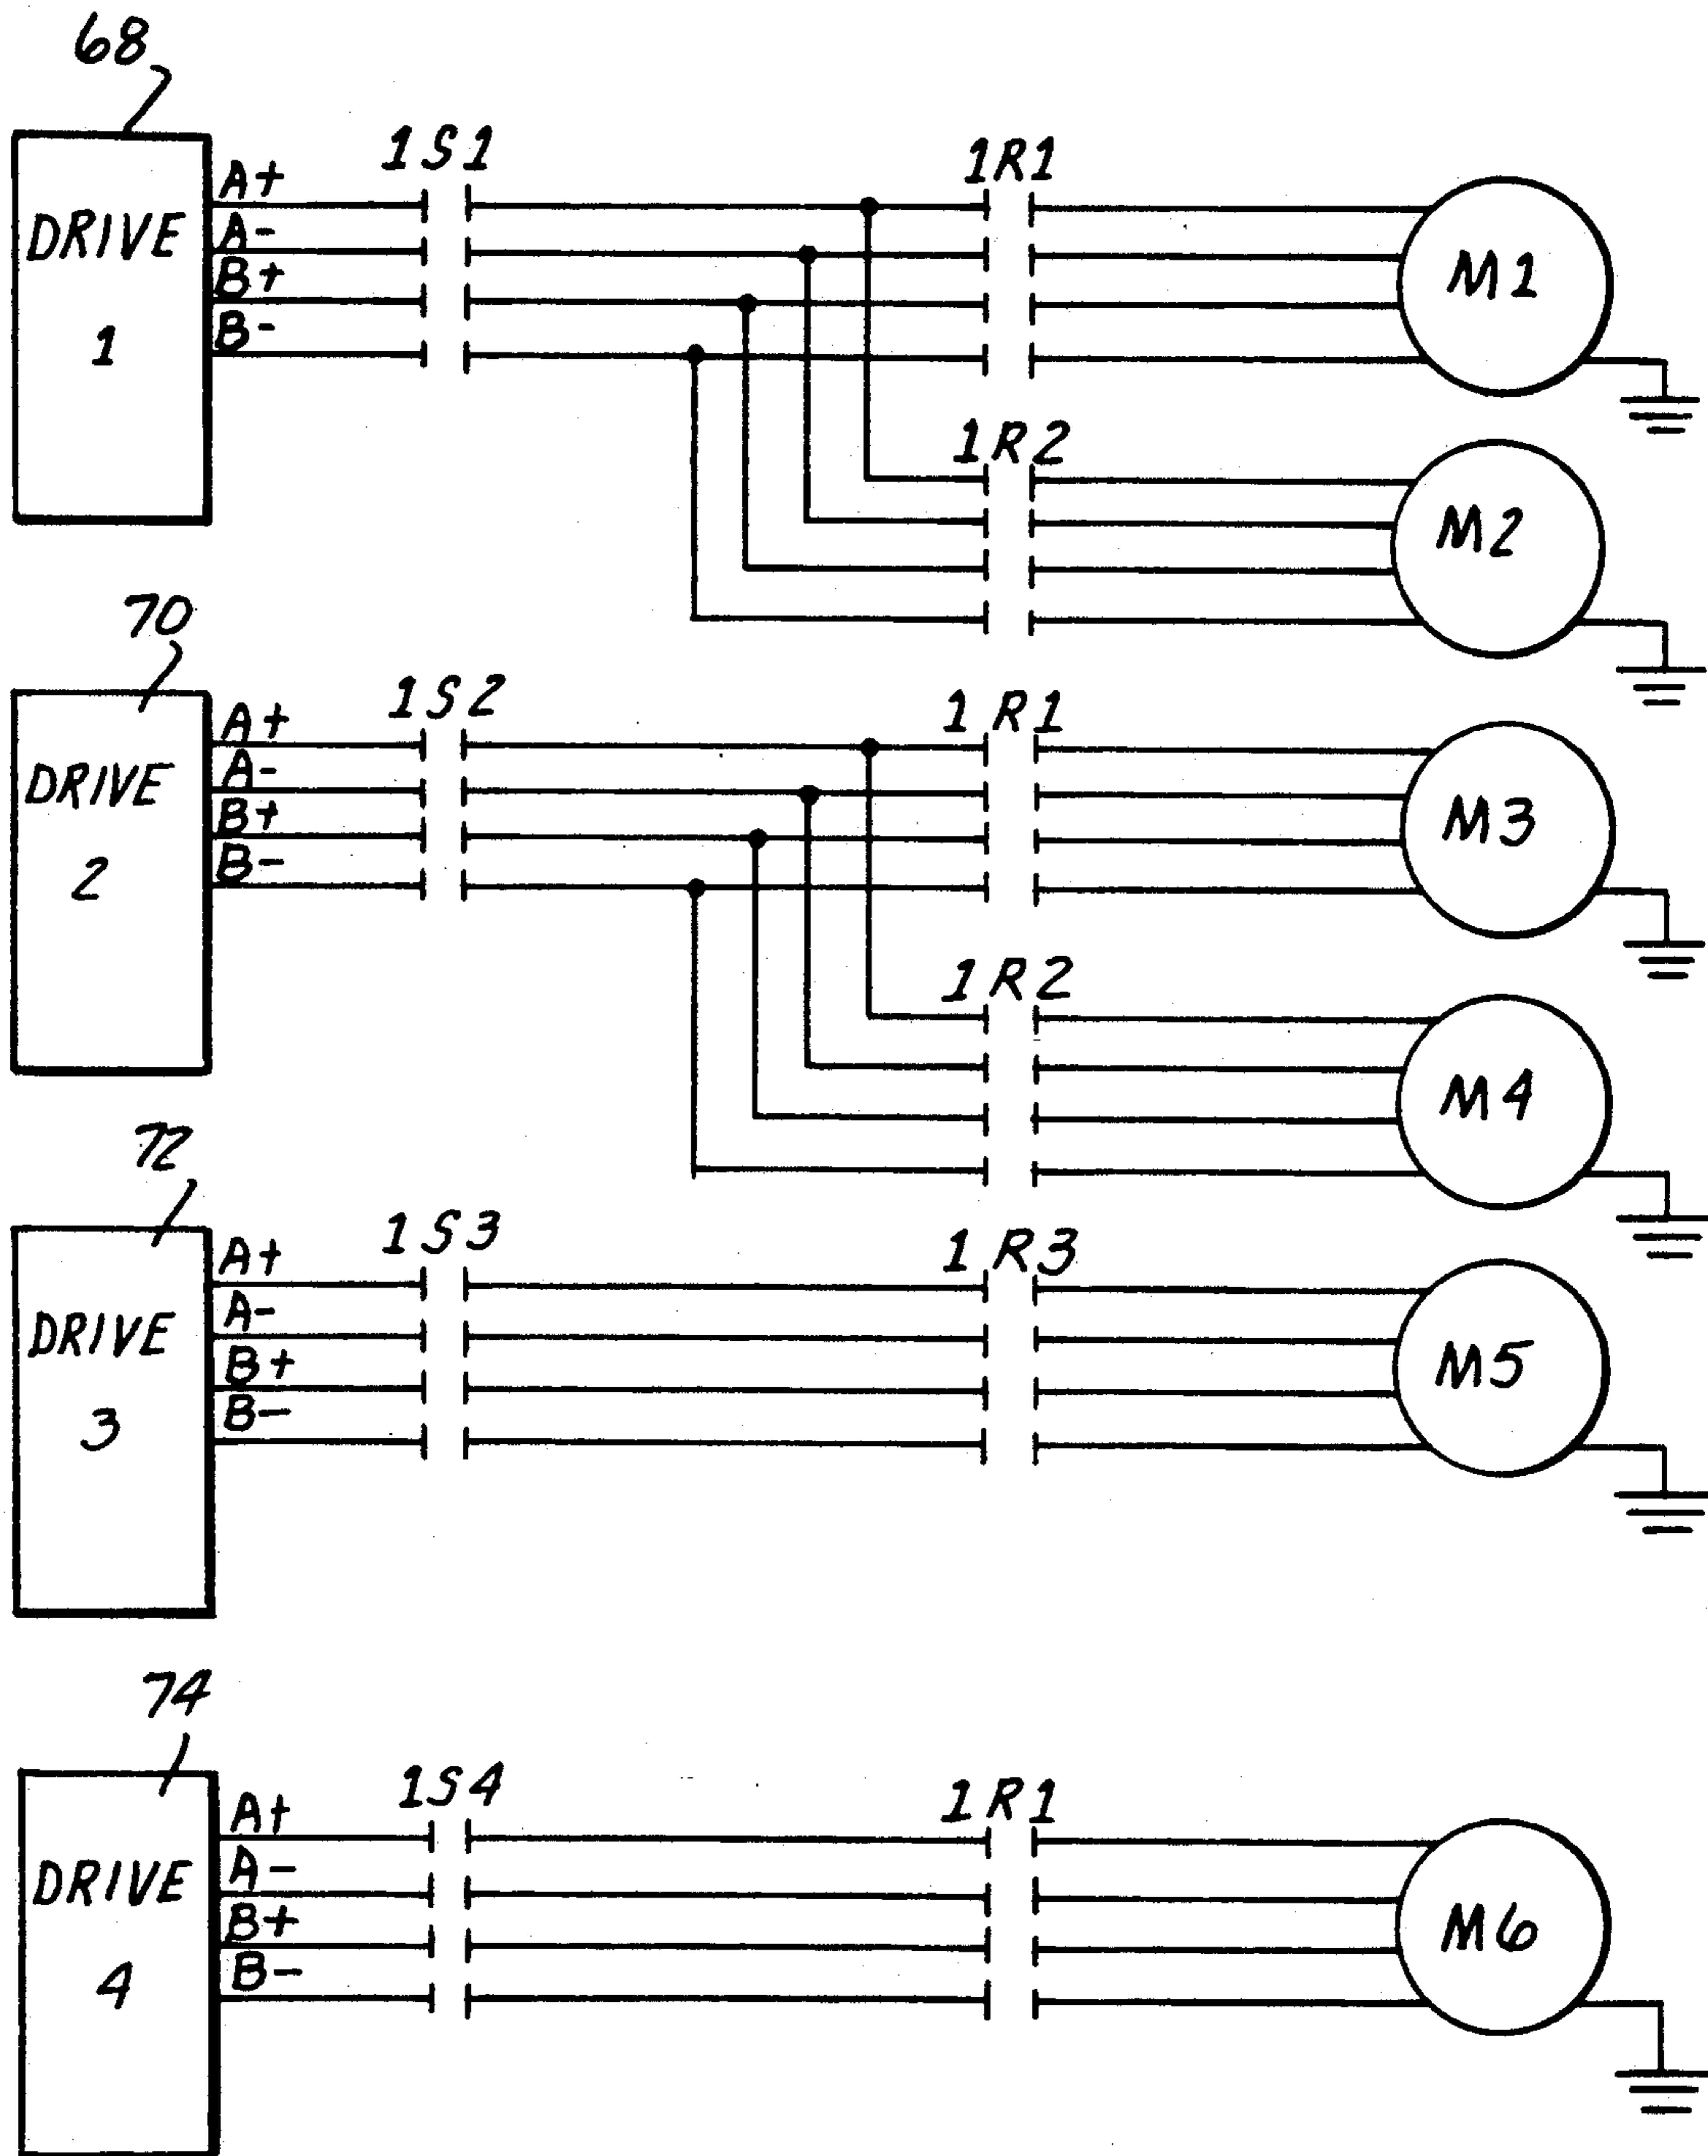 68
DRIVE
1
A+
A-
B+
B-
1S1
1R1
M1
1R2
M2
70
DRIVE
2
A+
A-
B+
B-
1S2
1R1
M3
1R2
M4
72
DRIVE
3
A+
A-
B+
B-
1S3
1R3
M5
74
DRIVE
4
A+
A-
B+
B-
1S4
1R1
M6